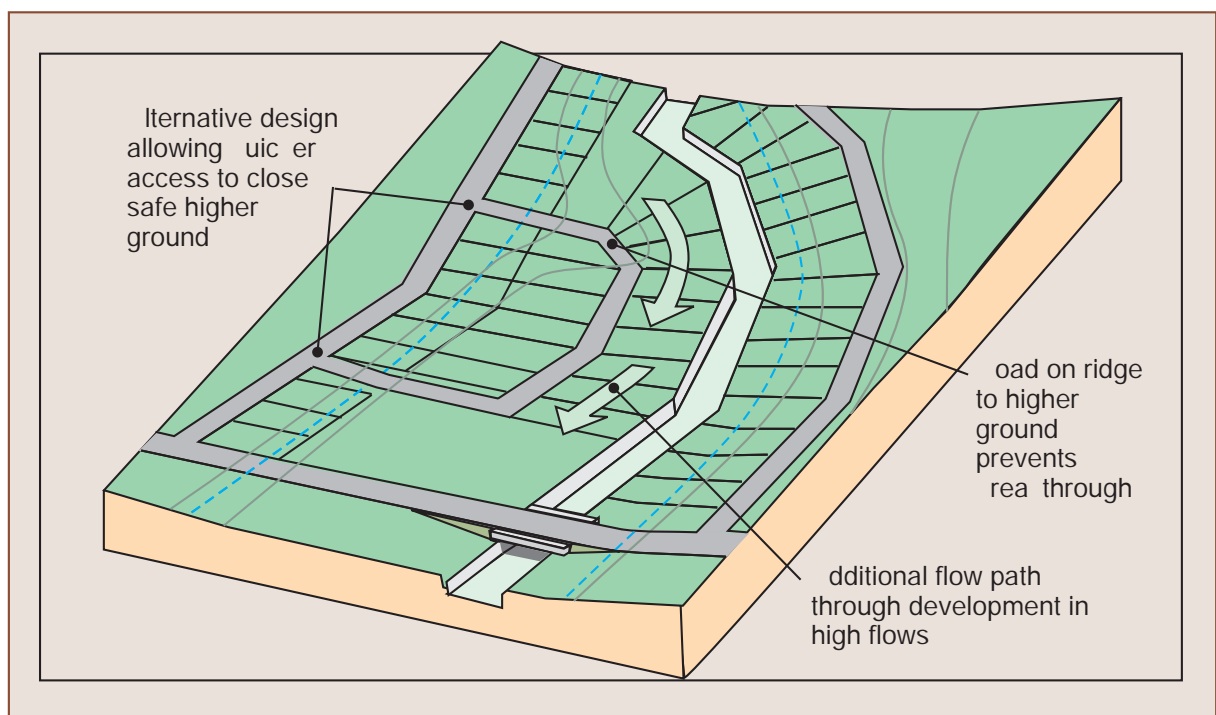 lternative design
allowing uic er
access to close
safe higher
ground
oad on ridge
to higher
ground
prevents
rea through
dditional flow path
through development in
high flows